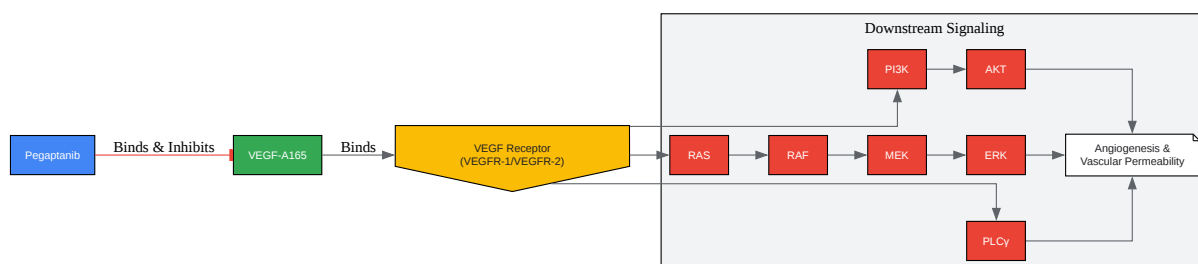 Downstream Signaling
PI3K
AKT
Pegaptanib
Binds & Inhibits
VEGF-A165
Binds
VEGF Receptor
(VEGFR-1/VEGFR-2)
RAS
RAF
MEK
ERK
Angiogenesis &
Vascular Permeability
PLCγ